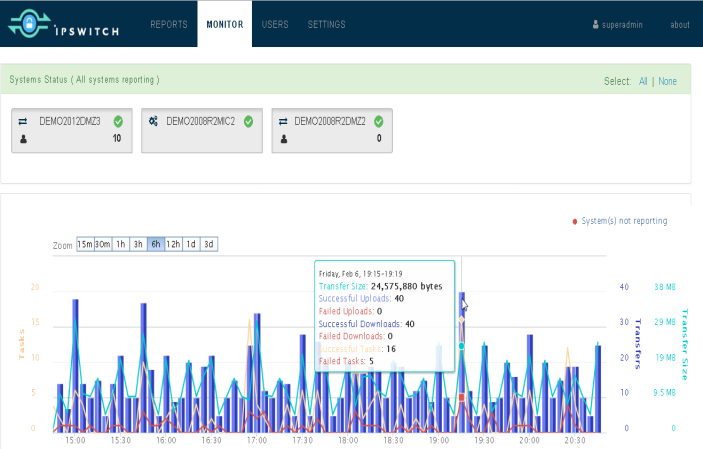 IPSWITCH REPORTS MONITOR USERS SETTINGS superadmin about
Systems Status ( All systems reporting ) Select: All | None
DEMO2012DMZ3 DEMO2008R2MIC2 DEMO2008R2DMZ2
10 0
System(s) not reporting
Zoom 15m 30m 1h 3h 6h 12h 1d 3d
Friday, Feb 6, 19:15-19:19
Transfer Size: 24,575,880 bytes
Successful Uploads: 40
Failed Uploads: 0
Successful Downloads: 40
Failed Downloads: 0
Successful Tasks: 16
Failed Tasks: 5
20 40 38 MB
15 30 29 MB
10 20 19 MB
5 10 9.5 MB
0 0 0
Tasks
Transfers
Transfer Size
15:00 15:30 16:00 16:30 17:00 17:30 18:00 18:30 19:00 19:30 20:00 20:30